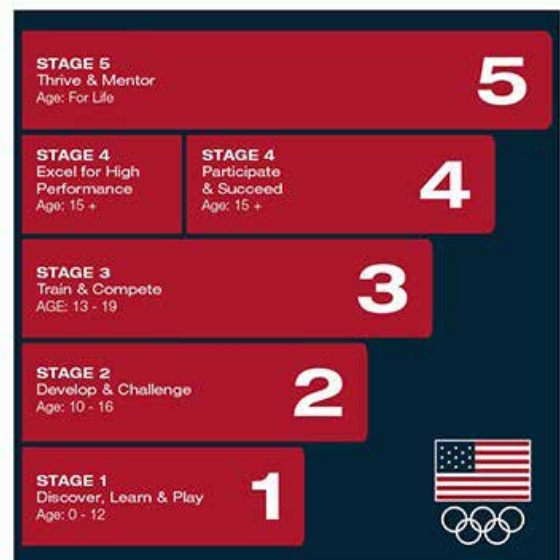 STAGE 5
Thrive & Mentor
Age: For Life
5
STAGE 4
Excel for High
Performance
Age: 15 +
STAGE 4
Participate
& Succeed
Age: 15 +
4
STAGE 3
Train & Compete
AGE: 13 - 19
3
STAGE 2
Develop & Challenge
Age: 10 - 16
2
STAGE 1
Discover, Learn & Play
Age: 0 - 12
1